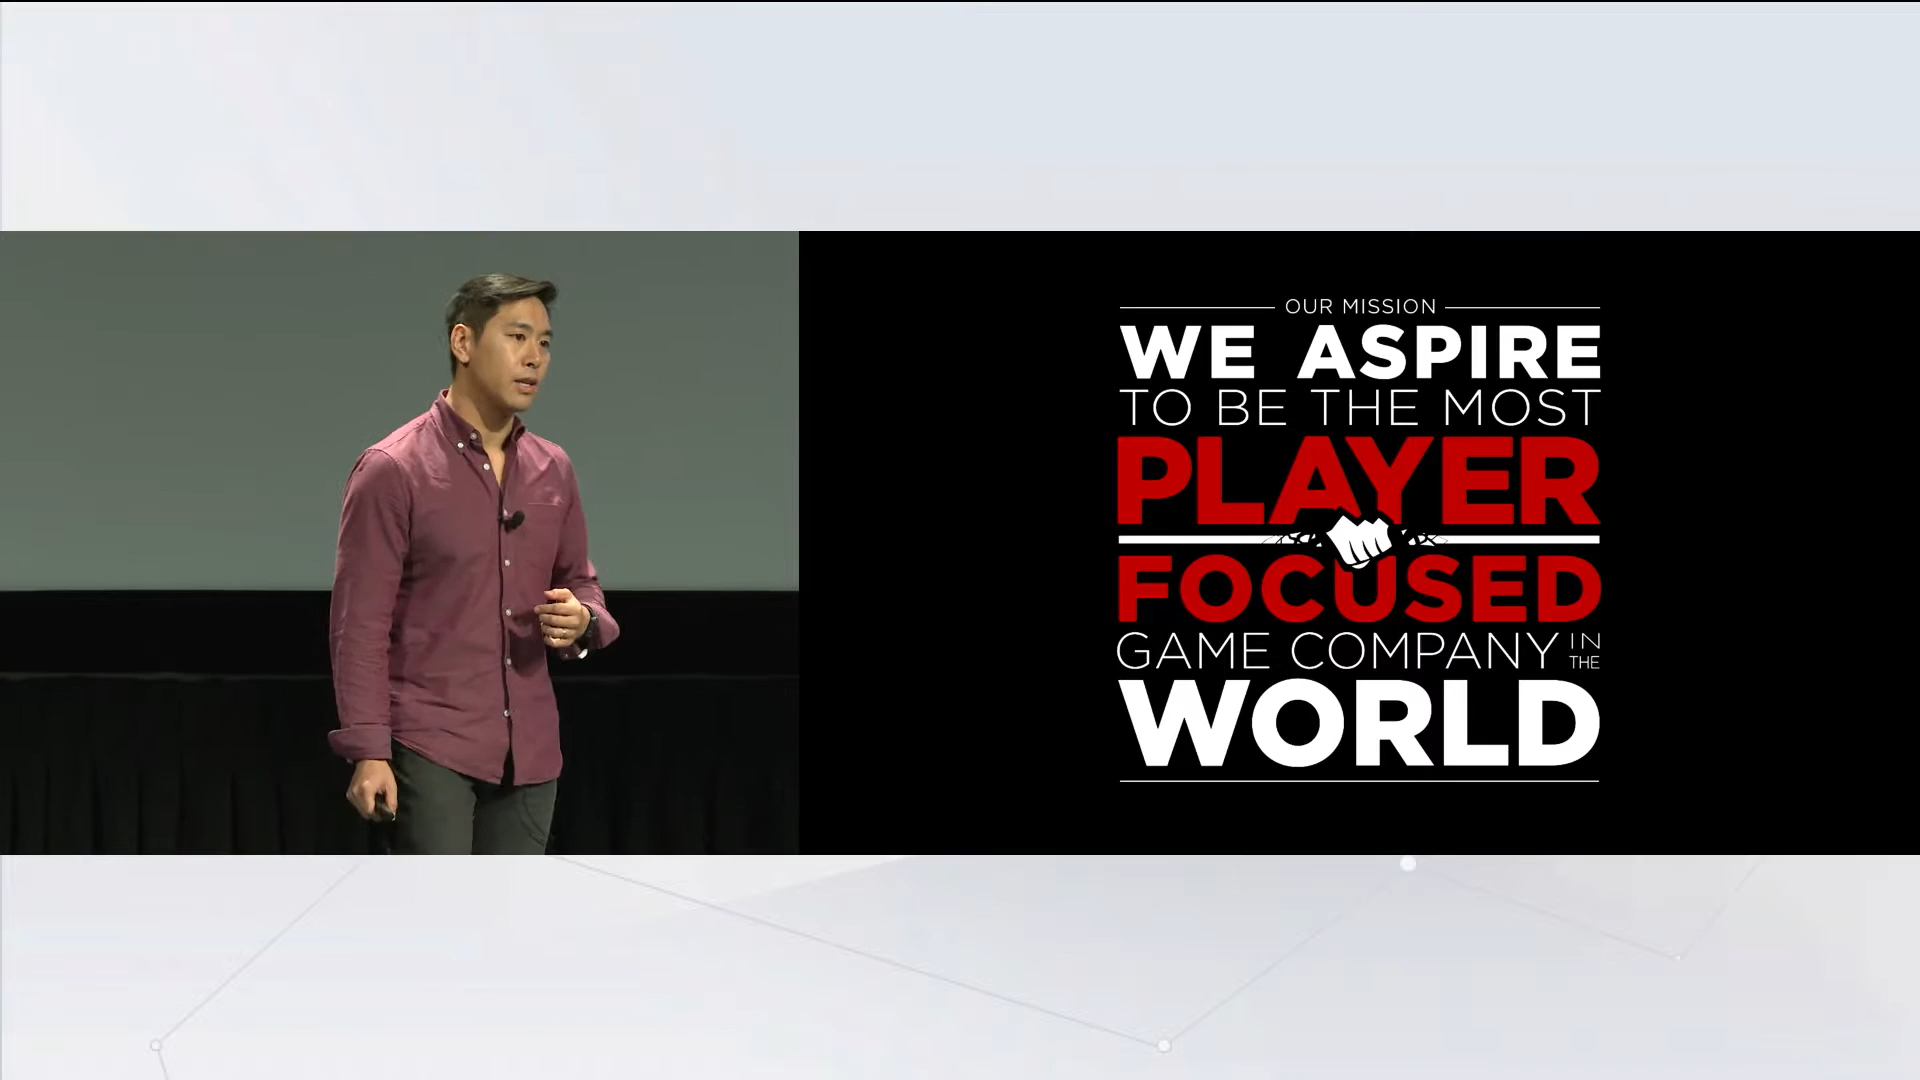 OUR MISSION
WE ASPIRE
TO BE THE MOST
PLAYER
FOCUSED
GAME COMPANY IN THE
WORLD